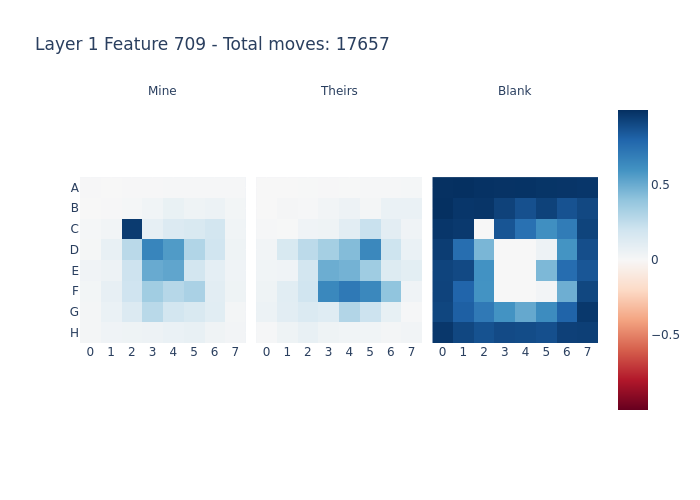 Layer 1 Feature 709 - Total moves: 17657
Mine Theirs Blank
A
B
C
D
E
F
G
H
0 1 2 3 4 5 6 7 0 1 2 3 4 5 6 7 0 1 2 3 4 5 6 7
0.5
0
−0.5